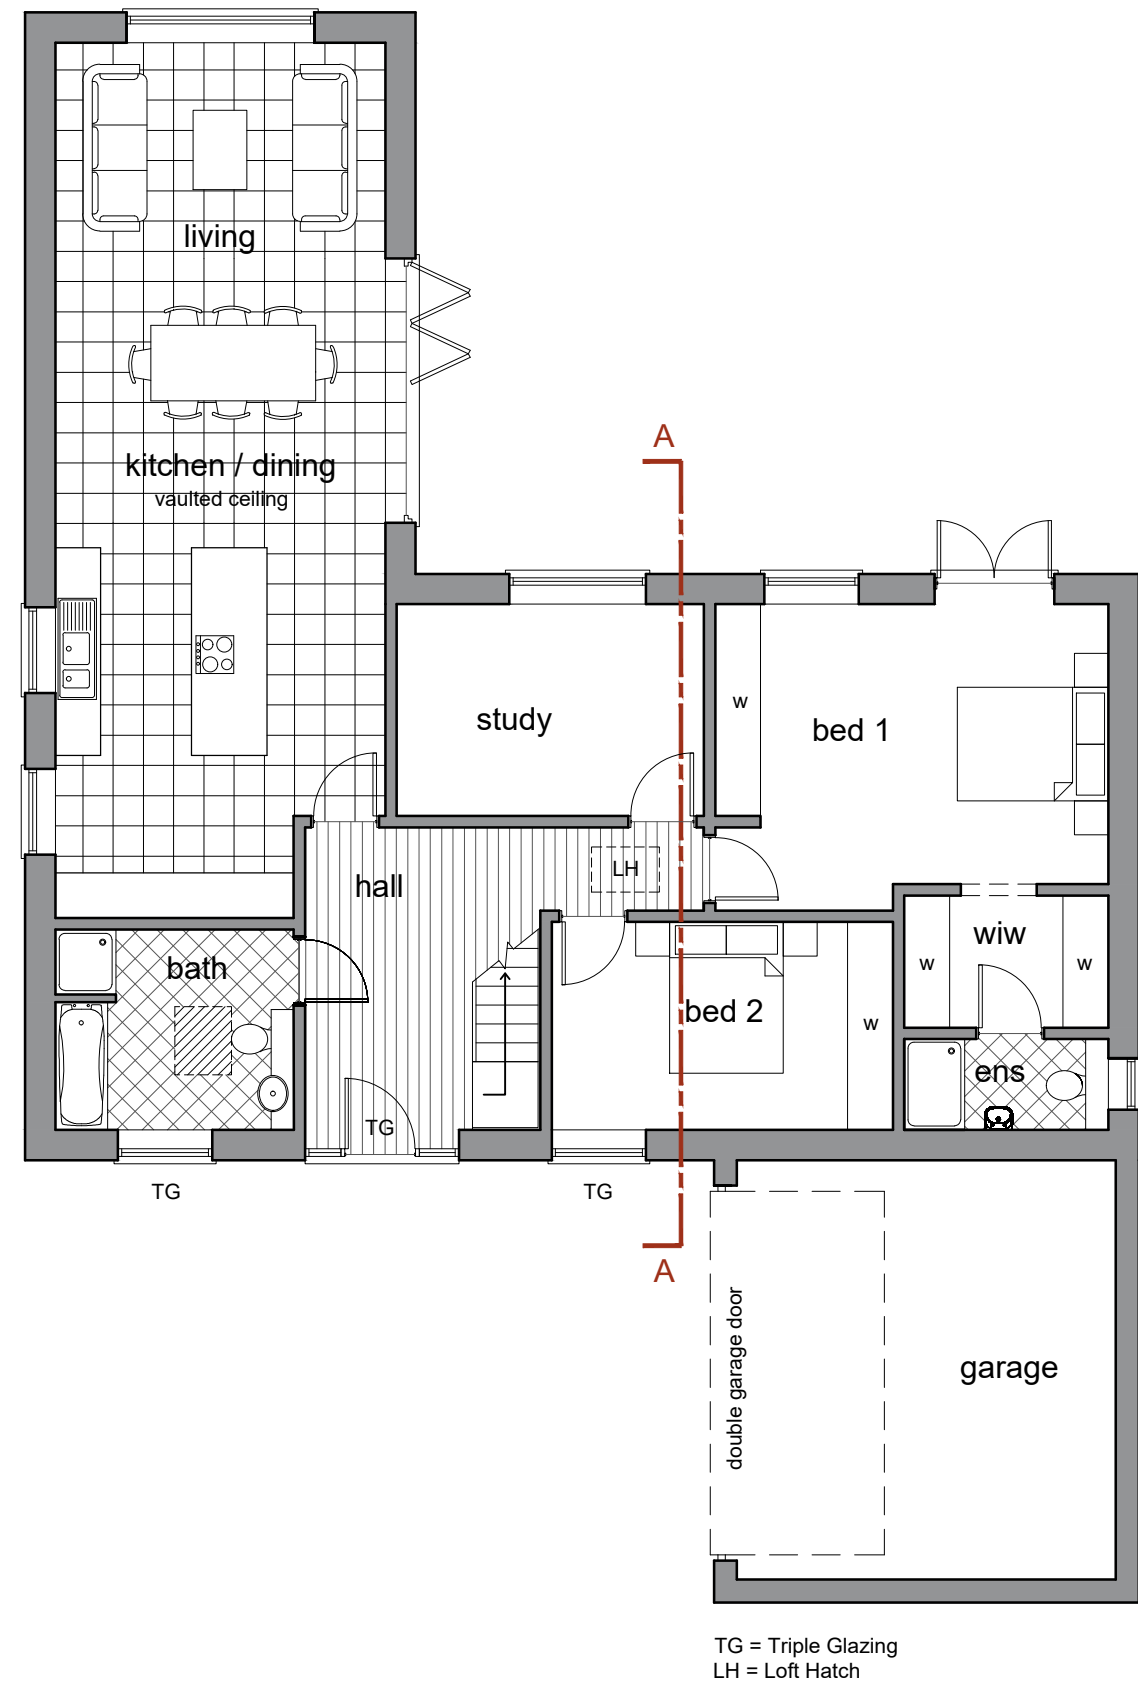 living
kitchen / dining
vaulted ceiling
A
study
w
bed 1
LH
hall
wiw
w
w
bath
bed 2
w
ens
TG
TG
TG
A
double garage door
garage
TG = Triple Glazing
LH = Loft Hatch